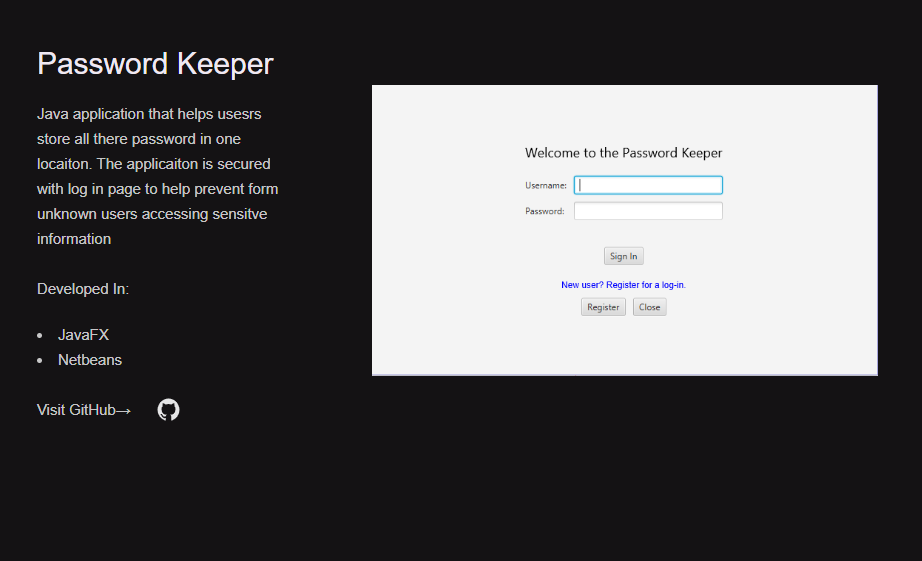 Password Keeper
Java application that helps usesrs
store all there password in one
locaiton. The applicaiton is secured
with log in page to help prevent form
unknown users accessing sensitve
information
Developed In:
• JavaFX
• Netbeans
Visit GitHub→
Welcome to the Password Keeper
Username:
Password:
Sign In
New user? Register for a log-in.
Register Close